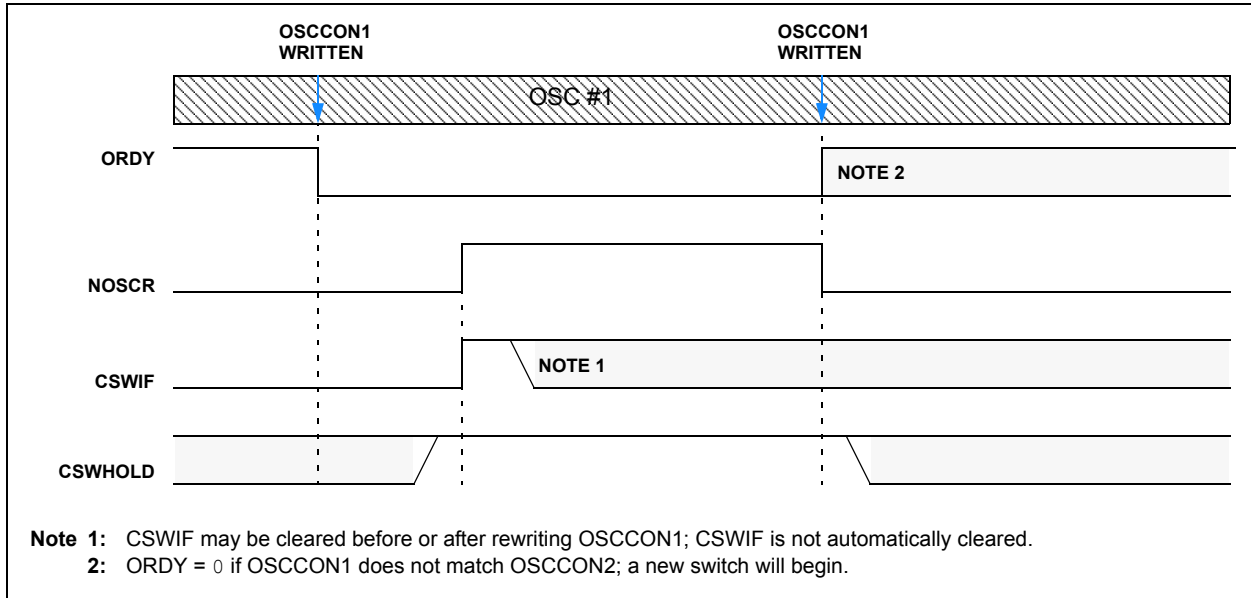 OSCCON1
WRITTEN
OSCCON1
WRITTEN
OSC #1
ORDY
NOTE 2
NOSCR
CSWIF
NOTE 1
CSWHOLD
Note 1: CSWIF may be cleared before or after rewriting OSCCON1; CSWIF is not automatically cleared.
2: ORDY = 0 if OSCCON1 does not match OSCCON2; a new switch will begin.